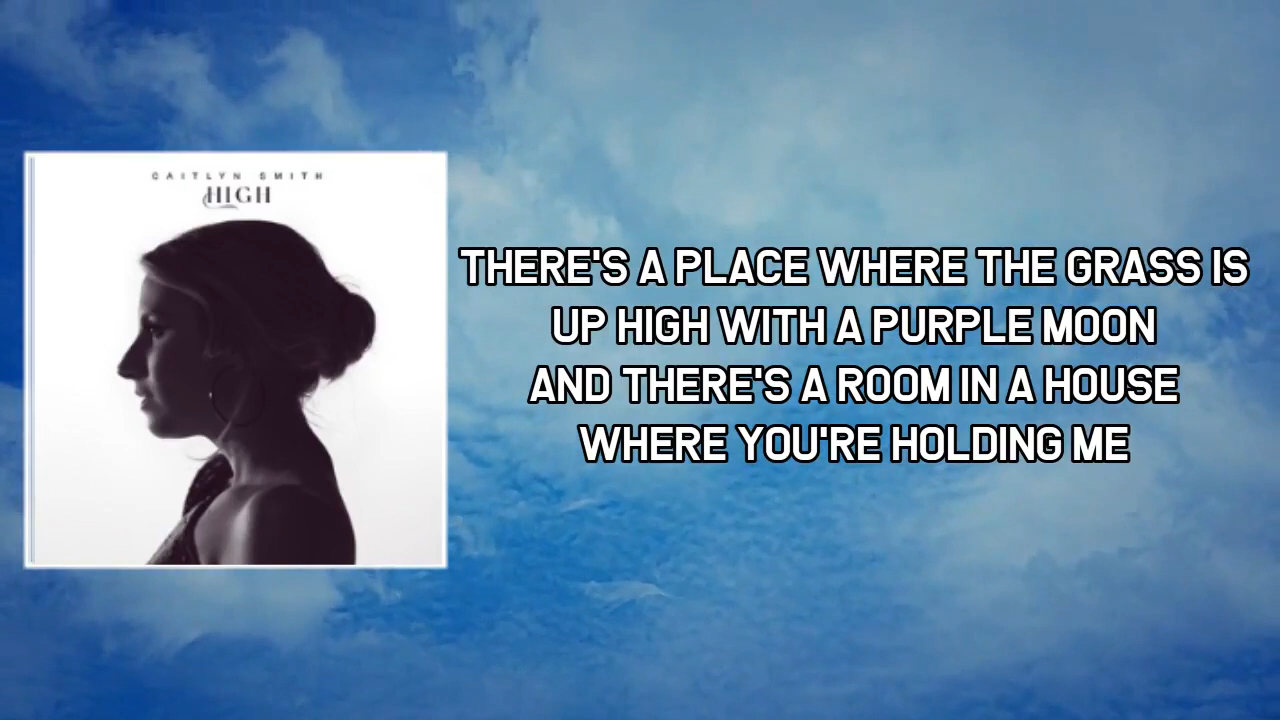 CAITLYN SMITH
HIGH
THERE'S A PLACE WHERE THE GRASS IS
UP HIGH WITH A PURPLE MOON
AND THERE'S A ROOM IN A HOUSE
WHERE YOU'RE HOLDING ME